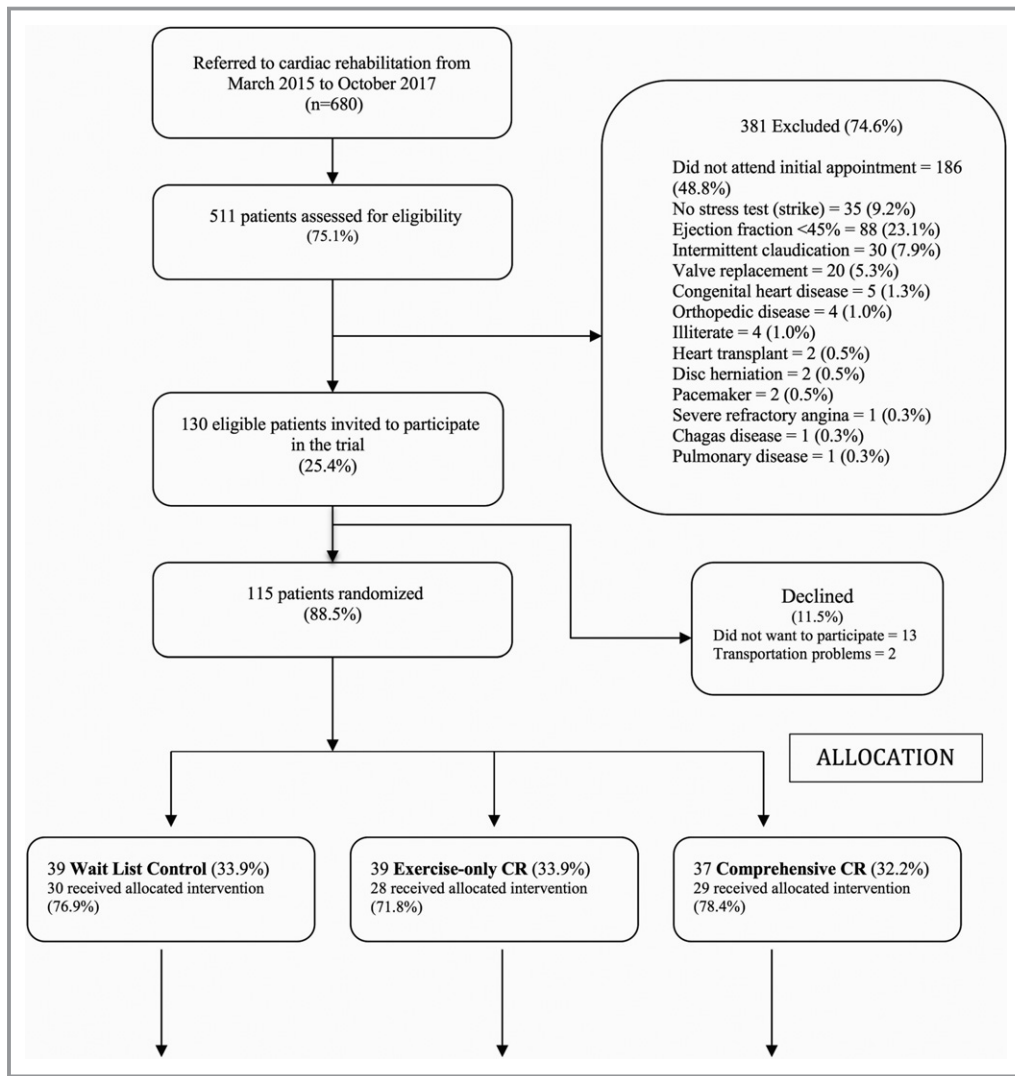 Referred to cardiac rehabilitation from
March 2015 to October 2017
(n=680)
511 patients assessed for eligibility
(75.1%)
381 Excluded (74.6%)
Did not attend initial appointment = 186
(48.8%)
No stress test (strike) = 35 (9.2%)
Ejection fraction <45% = 88 (23.1%)
Intermittent claudication = 30 (7.9%)
Valve replacement = 20 (5.3%)
Congenital heart disease = 5 (1.3%)
Orthopedic disease = 4 (1.0%)
Illiterate = 4 (1.0%)
Heart transplant = 2 (0.5%)
Disc herniation = 2 (0.5%)
Pacemaker = 2 (0.5%)
Severe refractory angina = 1 (0.3%)
Chagas disease = 1 (0.3%)
Pulmonary disease = 1 (0.3%)
130 eligible patients invited to participate
in the trial
(25.4%)
115 patients randomized
(88.5%)
Declined
(11.5%)
Did not want to participate = 13
Transportation problems = 2
ALLOCATION
39 Wait List Control (33.9%)
30 received allocated intervention
(76.9%)
39 Exercise-only CR (33.9%)
28 received allocated intervention
(71.8%)
37 Comprehensive CR (32.2%)
29 received allocated intervention
(78.4%)